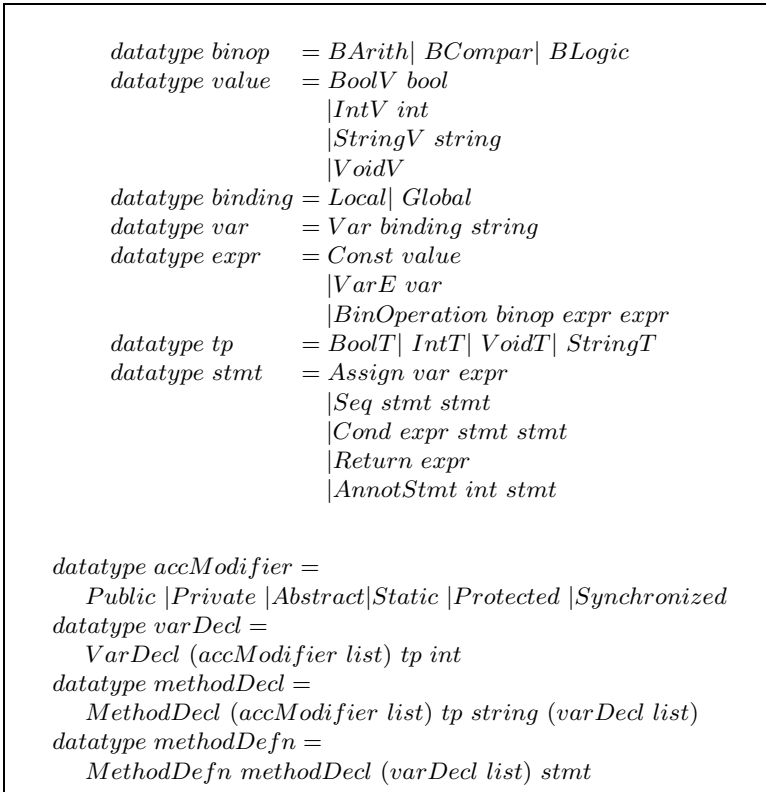 datatype binop = BArith| BCompar| BLogic
datatype value = BoolV bool
|IntV int
|StringV string
|VoidV
datatype binding = Local| Global
datatype var = Var binding string
datatype expr = Const value
|VarE var
|BinOperation binop expr expr
datatype tp = BoolT| IntT| VoidT| StringT
datatype stmt = Assign var expr
|Seq stmt stmt
|Cond expr stmt stmt
|Return expr
|AnnotStmt int stmt
datatype accModifier =
Public |Private |Abstract|Static |Protected |Synchronized
datatype varDecl =
VarDecl (accModifier list) tp int
datatype methodDecl =
MethodDecl (accModifier list) tp string (varDecl list)
datatype methodDefn =
MethodDefn methodDecl (varDecl list) stmt